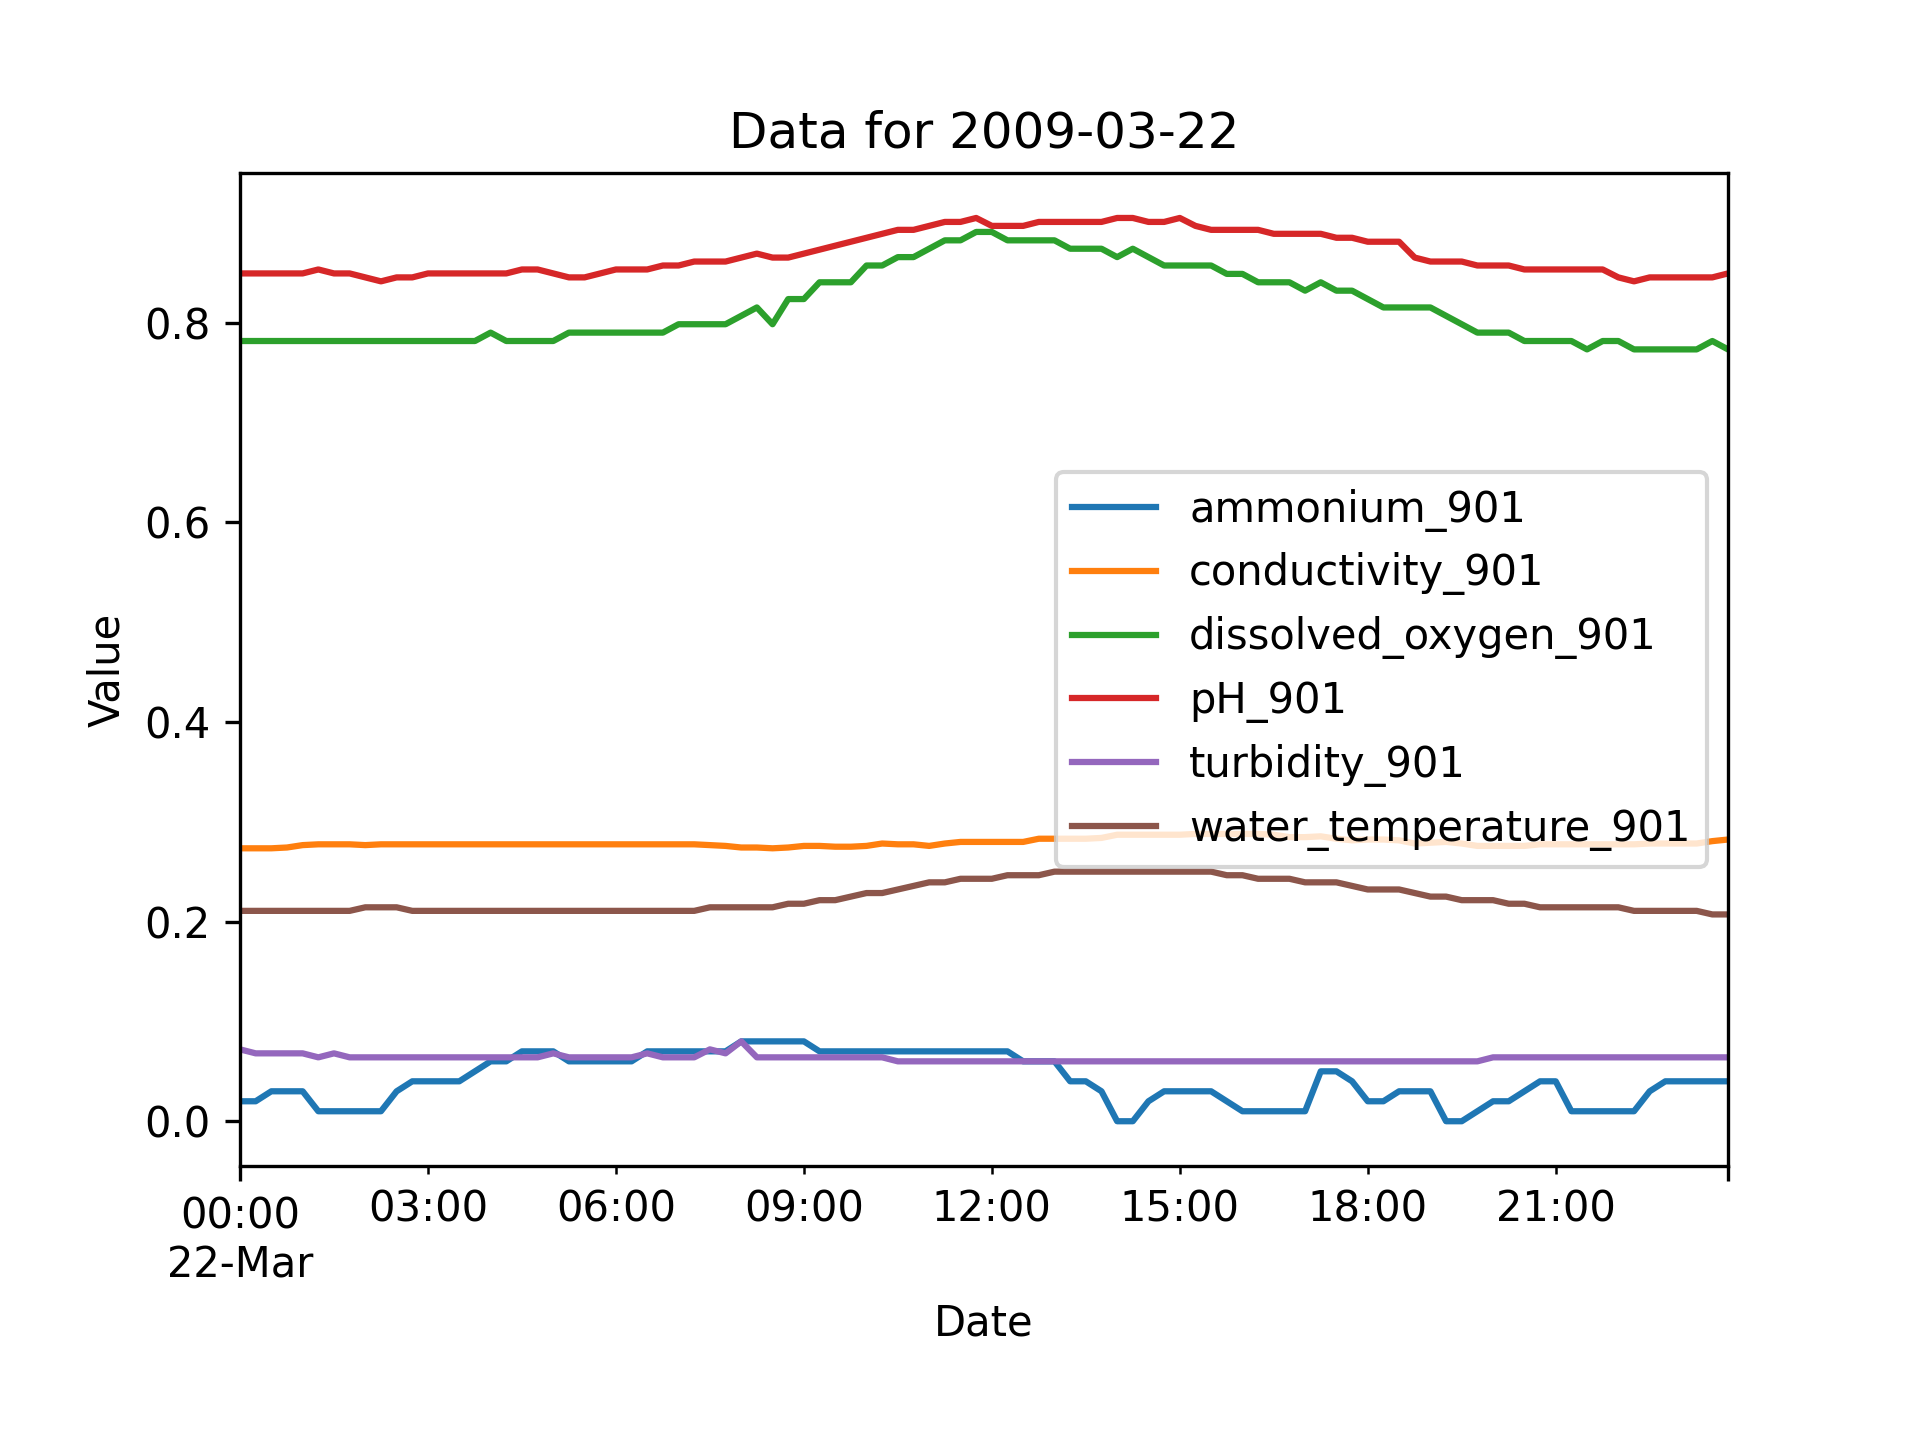 Data for 2009-03-22
Value
0.8
0.6
0.4
0.2
0.0
ammonium_901
conductivity_901
dissolved_oxygen_901
pH_901
turbidity_901
water_temperature_901
00:00 03:00 06:00 09:00 12:00 15:00 18:00 21:00
22-Mar
Date